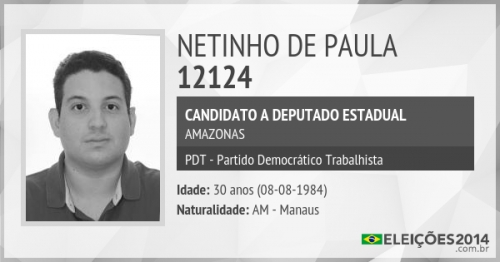 NETINHO DE PAULA
12124
CANDIDATO A DEPUTADO ESTADUAL
AMAZONAS
PDT - Partido Democrático Trabalhista
Idade: 30 anos (08-08-1984)
Naturalidade: AM - Manaus
ELEIÇÕES2014
.com.br